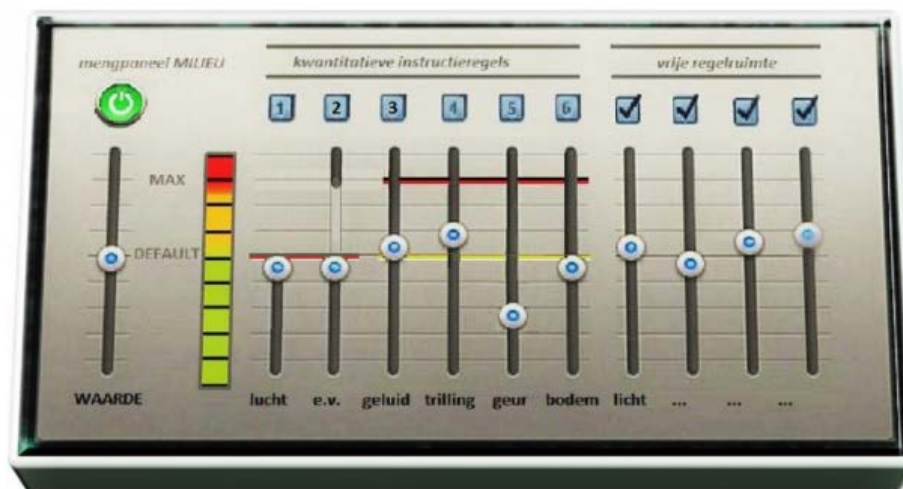 mengpaneel MILIEU
kwantitatieve instructieregels
vrije regelruimte
1 2 3 4 5 6
MAX
DEFAULT
WAARDE
lucht e.v. geluid trilling geur bodem licht ... ... ...